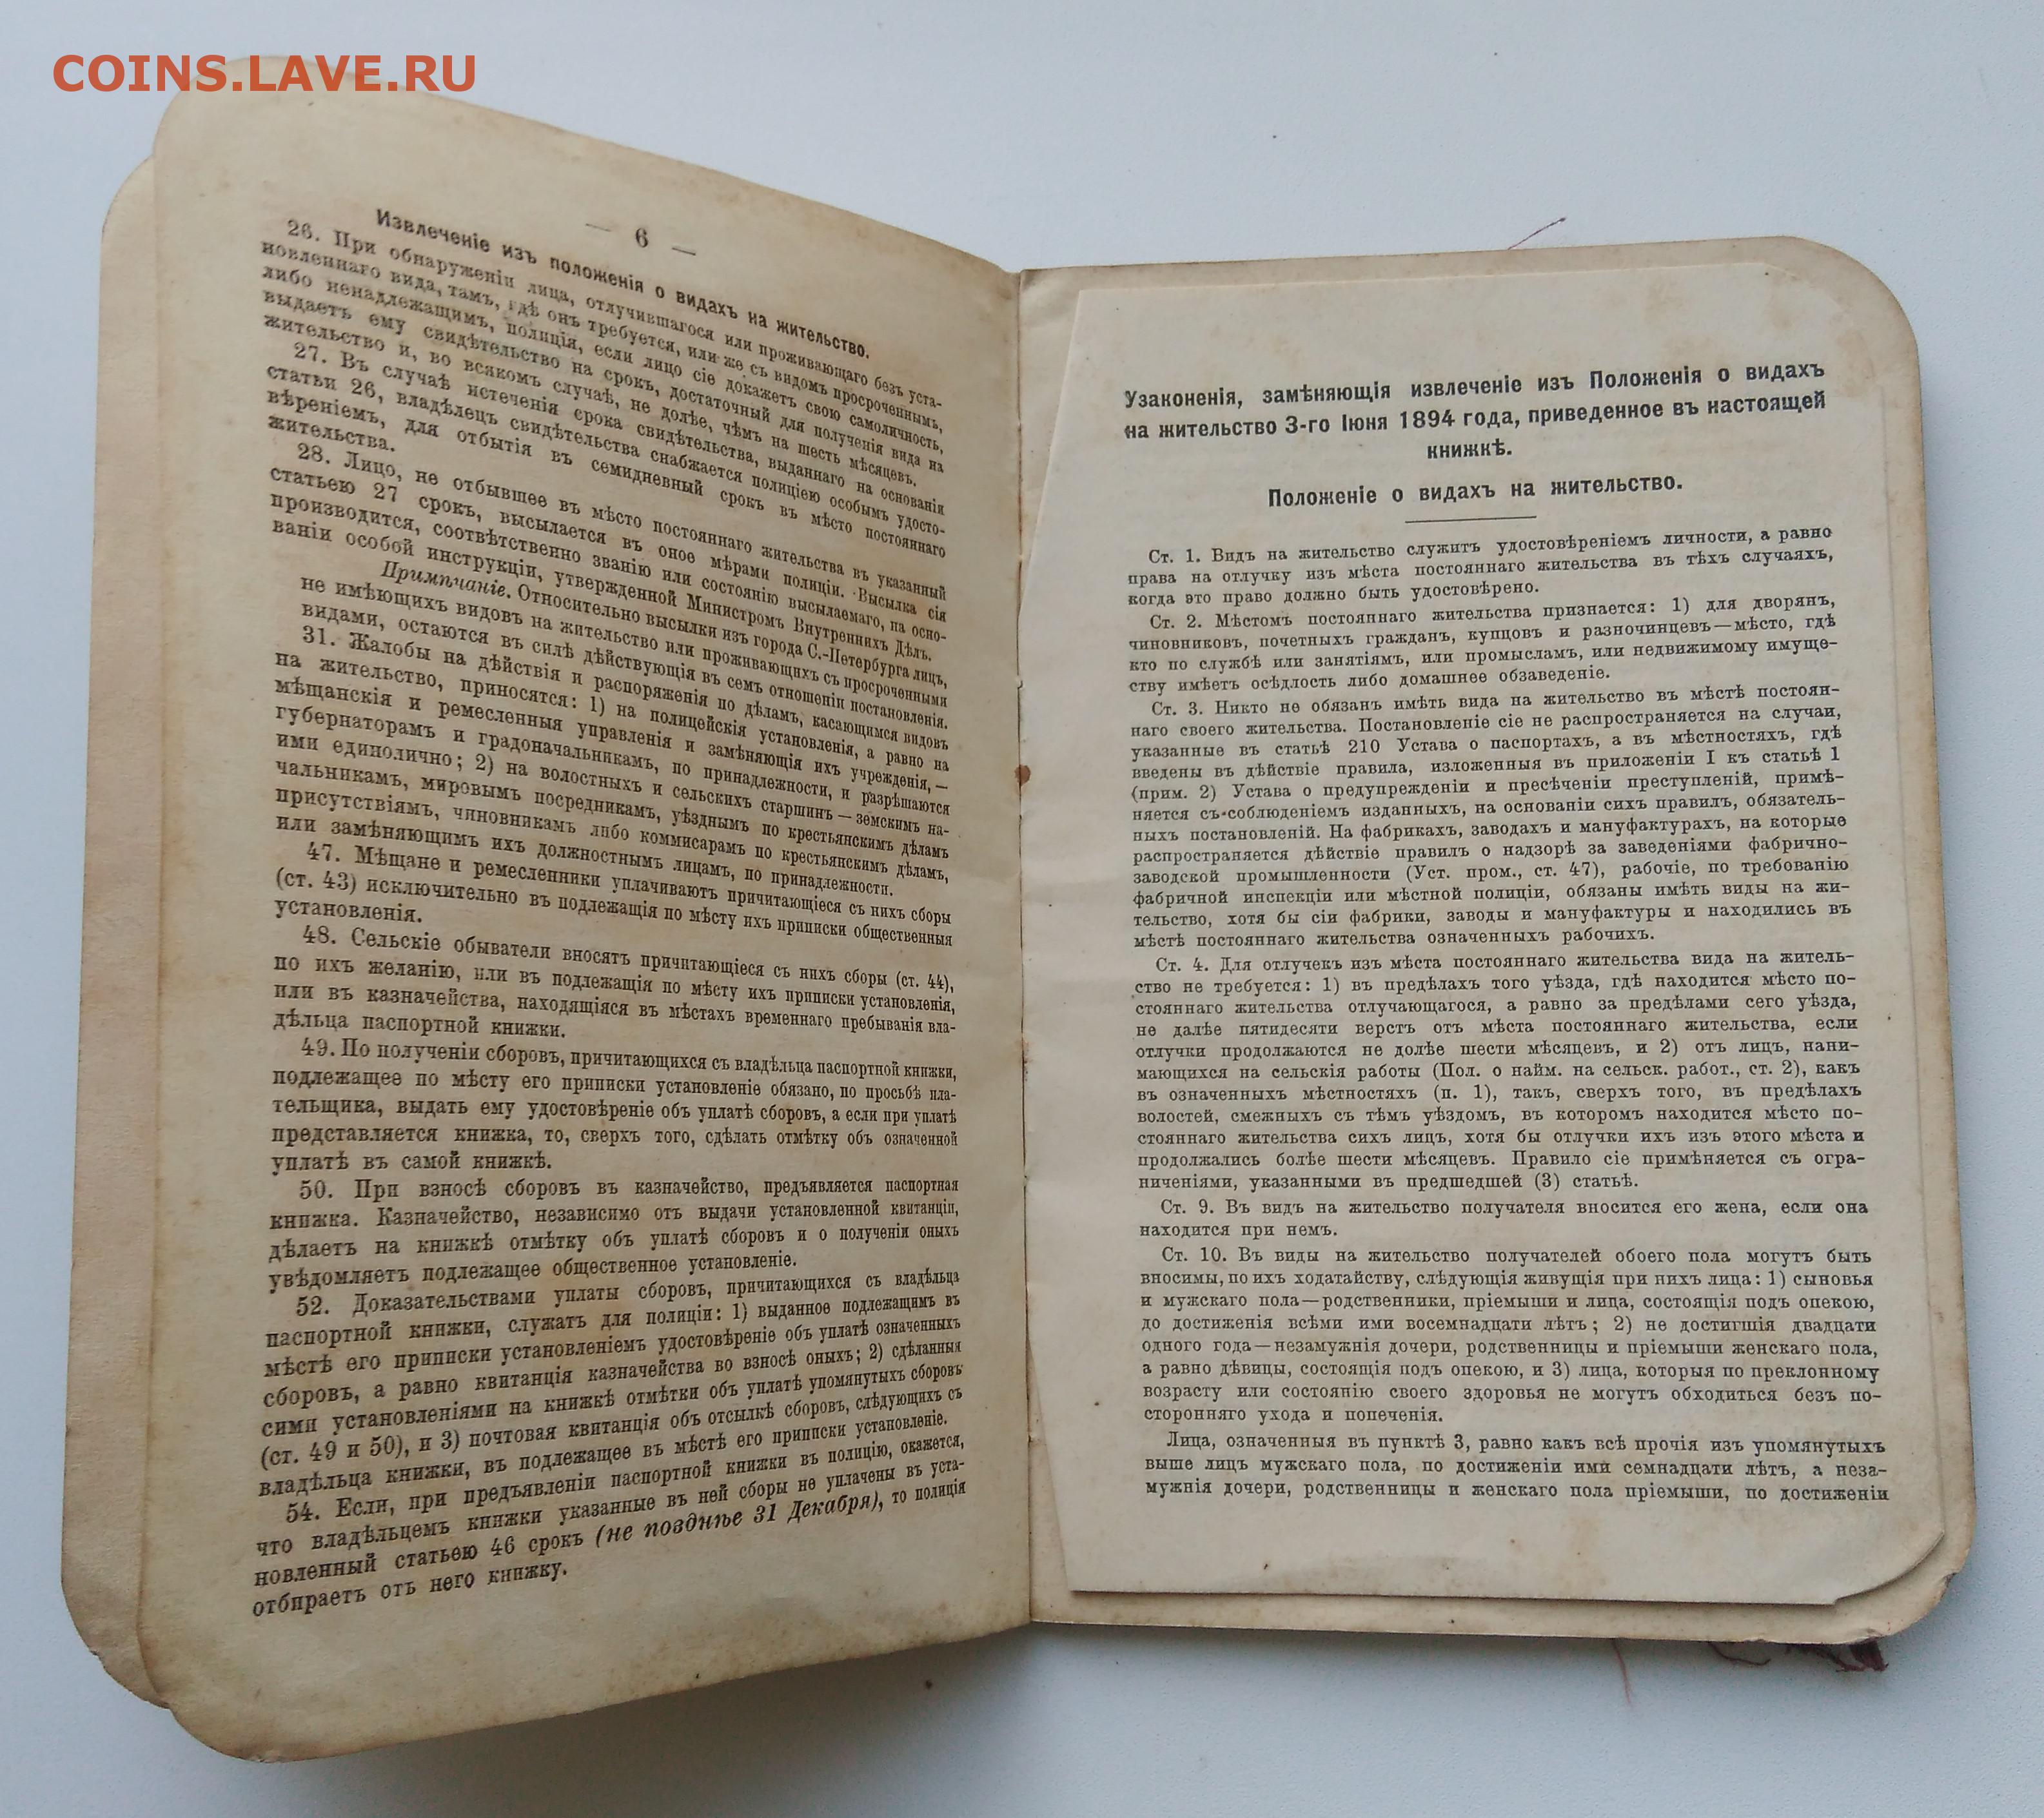 COINS.LAVE.RU
— 6 —
Извлеченіе изъ положенія о видахъ на жительство.
26. При обнаруженіи лица, отлучившагося или проживающаго безъ уста-
новленнаго вида, тамъ, гдѣ онъ требуется, или же съ видомъ просроченнымъ,
либо ненадлежащимъ, полиція, если лицо сіе докажетъ свою самоличность,
выдаетъ ему свидѣтельство на срокъ, достаточный для полученія вида на
жительство и, во всякомъ случаѣ, не долѣе, чѣмъ на шесть мѣсяцевъ.
27. Въ случаѣ истеченія срока свидѣтельства, выданнаго на основаніи
статьи 26, владѣлецъ свидѣтельства снабжается полиціею особымъ удосто-
вѣреніемъ, для отбытія въ семидневный срокъ въ мѣсто постояннаго
жительства.
28. Лицо, не отбывшее въ мѣсто постояннаго жительства въ указанный
статьею 27 срокъ, высылается въ оное мѣрами полиціи. Высылка сія
производится, соотвѣтственно званію или состоянію высылаемаго, на осно-
ваніи особой инструкціи, утвержденной Министромъ Внутреннихъ Дѣлъ.
Примѣчаніе. Относительно высылки изъ города С.-Петербурга лицъ,
не имѣющихъ видовъ на жительство или проживающихъ съ просроченными
видами, остаются въ силѣ дѣйствующія въ семъ отношеніи постановленія.
31. Жалобы на дѣйствія и распоряженія по дѣламъ, касающимся видовъ
на жительство, приносятся: 1) на полицейскія установленія, а равно на
мѣщанскія и ремесленныя управленія и замѣняющія ихъ учрежденія, —
губернаторамъ и градоначальникамъ, по принадлежности, и разрѣшаются
ими единолично; 2) на волостныхъ и сельскихъ старшинъ — земскимъ на-
чальникамъ, мировымъ посредникамъ, уѣзднымъ по крестьянскимъ дѣламъ
присутствіямъ, чиновникамъ либо коммисарамъ по крестьянскимъ дѣламъ,
или замѣняющимъ ихъ должностнымъ лицамъ, по принадлежности.
47. Мѣщане и ремесленники уплачиваютъ причитающіеся съ нихъ сборы
(ст. 43) исключительно въ подлежащія по мѣсту ихъ приписки общественныя
установленія.
48. Сельскіе обыватели вносятъ причитающіеся съ нихъ сборы (ст. 44),
по ихъ желанію, или въ подлежащія по мѣсту ихъ приписки установленія,
или въ казначейства, находящіяся въ мѣстахъ временнаго пребыванія вла-
дѣльца паспортной книжки.
49. По полученіи сборовъ, причитающихся съ владѣльца паспортной книжки,
подлежащее по мѣсту его приписки установленіе обязано, по просьбѣ пла-
тельщика, выдать ему удостовѣреніе объ уплатѣ сборовъ, а если при уплатѣ
представляется книжка, то, сверхъ того, сдѣлать отмѣтку объ означенной
уплатѣ въ самой книжкѣ.
50. При взносѣ сборовъ въ казначейство, предъявляется паспортная
книжка. Казначейство, независимо отъ выдачи установленной квитанціи,
дѣлаетъ на книжкѣ отмѣтку объ уплатѣ сборовъ и о полученіи оныхъ
увѣдомляетъ подлежащее общественное установленіе.
52. Доказательствами уплаты сборовъ, причитающихся съ владѣльца
паспортной книжки, служатъ для полиціи: 1) выданное подлежащимъ въ
мѣстѣ его приписки установленіемъ удостовѣреніе объ уплатѣ означенныхъ
сборовъ, а равно квитанція казначейства во взносѣ оныхъ; 2) сдѣланныя
сими установленіями на книжкѣ отмѣтки объ уплатѣ упомянутыхъ сборовъ
(ст. 49 и 50), и 3) почтовая квитанція объ отсылкѣ сборовъ, слѣдующихъ съ
владѣльца книжки, въ подлежащее въ мѣстѣ его приписки установленіе.
54. Если, при предъявленіи паспортной книжки въ полицію, окажется,
что владѣльцемъ книжки указанные въ ней сборы не уплачены въ уста-
новленный статьею 46 срокъ (не позднѣе 31 Декабря), то полиція
отбираетъ отъ него книжку.
Узаконенія, замѣняющія извлеченіе изъ Положенія о видахъ
на жительство 3-го Іюня 1894 года, приведенное въ настоящей
книжкѣ.
Положеніе о видахъ на жительство.
Ст. 1. Видъ на жительство служитъ удостовѣреніемъ личности, а равно
права на отлучку изъ мѣста постояннаго жительства въ тѣхъ случаяхъ,
когда это право должно быть удостовѣрено.
Ст. 2. Мѣстомъ постояннаго жительства признается: 1) для дворянъ,
чиновниковъ, почетныхъ гражданъ, купцовъ и разночинцевъ—мѣсто, гдѣ
кто по службѣ или занятіямъ, или промысламъ, или недвижимому имуще-
ству имѣетъ осѣдлость либо домашнее обзаведеніе.
Ст. 3. Никто не обязанъ имѣть вида на жительство въ мѣстѣ постоян-
наго своего жительства. Постановленіе сіе не распространяется на случаи,
указанные въ статьѣ 210 Устава о паспортахъ, а въ мѣстностяхъ, гдѣ
введены въ дѣйствіе правила, изложенныя въ приложеніи I къ статьѣ 1
(прим. 2) Устава о предупрежденіи и пресѣченіи преступленій, примѣ-
няется съ соблюденіемъ изданныхъ, на основаніи сихъ правилъ, обязатель-
ныхъ постановленій. На фабрикахъ, заводахъ и мануфактурахъ, на которые
распространяется дѣйствіе правилъ о надзорѣ за заведеніями фабрично-
заводской промышленности (Уст. пром., ст. 47), рабочіе, по требованію
фабричной инспекціи или мѣстной полиціи, обязаны имѣть виды на жи-
тельство, хотя бы сіи фабрики, заводы и мануфактуры и находились въ
мѣстѣ постояннаго жительства означенныхъ рабочихъ.
Ст. 4. Для отлучекъ изъ мѣста постояннаго жительства вида на житель-
ство не требуется: 1) въ предѣлахъ того уѣзда, гдѣ находится мѣсто по-
стояннаго жительства отлучающагося, а равно за предѣлами сего уѣзда,
не далѣе пятидесяти верстъ отъ мѣста постояннаго жительства, если
отлучки продолжаются не долѣе шести мѣсяцевъ, и 2) отъ лицъ, нани-
мающихся на сельскія работы (Пол. о найм. на сельск. работ., ст. 2), какъ
въ означенныхъ мѣстностяхъ (п. 1), такъ, сверхъ того, въ предѣлахъ
волостей, смежныхъ съ тѣмъ уѣздомъ, въ которомъ находится мѣсто по-
стояннаго жительства сихъ лицъ, хотя бы отлучки ихъ изъ этого мѣста и
продолжались болѣе шести мѣсяцевъ. Правило сіе примѣняется съ огра-
ниченіями, указанными въ предшедшей (3) статьѣ.
Ст. 9. Въ видъ на жительство получателя вносится его жена, если она
находится при немъ.
Ст. 10. Въ виды на жительство получателей обоего пола могутъ быть
вносимы, по ихъ ходатайству, слѣдующія живущія при нихъ лица: 1) сыновья
и мужскаго пола—родственники, пріемыши и лица, состоящія подъ опекою,
до достиженія всѣми ими восемнадцати лѣтъ; 2) не достигшія двадцати
одного года—незамужнія дочери, родственницы и пріемыши женскаго пола,
а равно дѣвицы, состоящія подъ опекою, и 3) лица, которыя по преклонному
возрасту или состоянію своего здоровья не могутъ обходиться безъ по-
сторонняго ухода и попеченія.
Лица, означенныя въ пунктѣ 3, равно какъ всѣ прочія изъ упомянутыхъ
выше лицъ мужскаго пола, по достиженіи ими семнадцати лѣтъ, а неза-
мужнія дочери, родственницы и женскаго пола пріемыши, по достиженіи